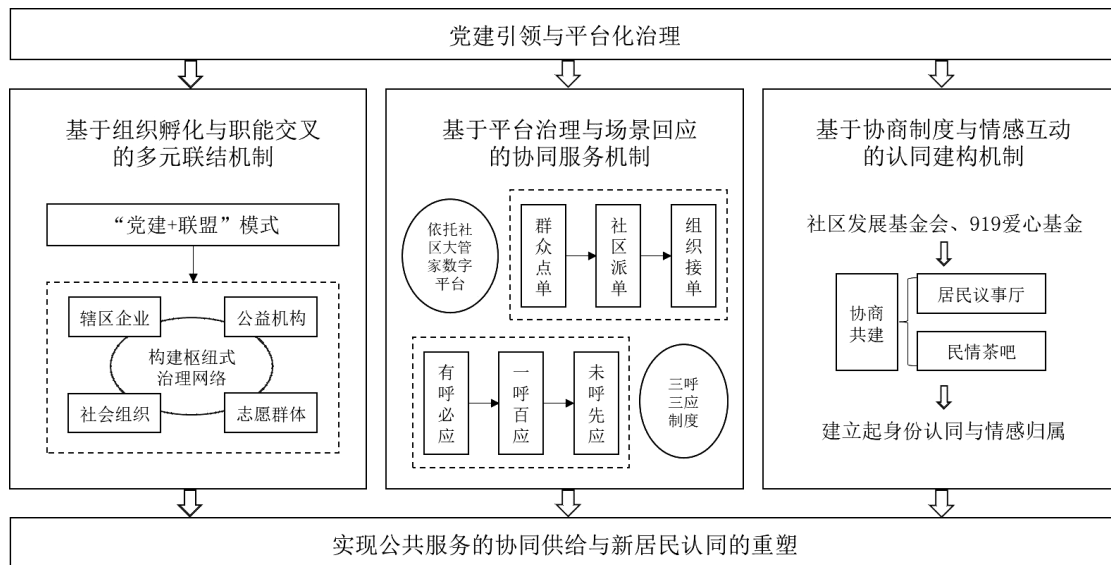 党建引领与平台化治理
基于组织孵化与职能交叉
的多元联结机制
“党建+联盟”模式
辖区企业
公益机构
构建枢纽式
治理网络
社会组织
志愿群体
基于平台治理与场景回应
的协同服务机制
依托社
区大管
家数字
平台
群众点单
社区派单
组织接单
有呼必应
一呼百应
未呼先应
三呼
三应
制度
基于协商制度与情感互动
的认同建构机制
社区发展基金会、919爱心基金
协商
共建
居民议事厅
民情茶吧
建立起身份认同与情感归属
实现公共服务的协同供给与新居民认同的重塑